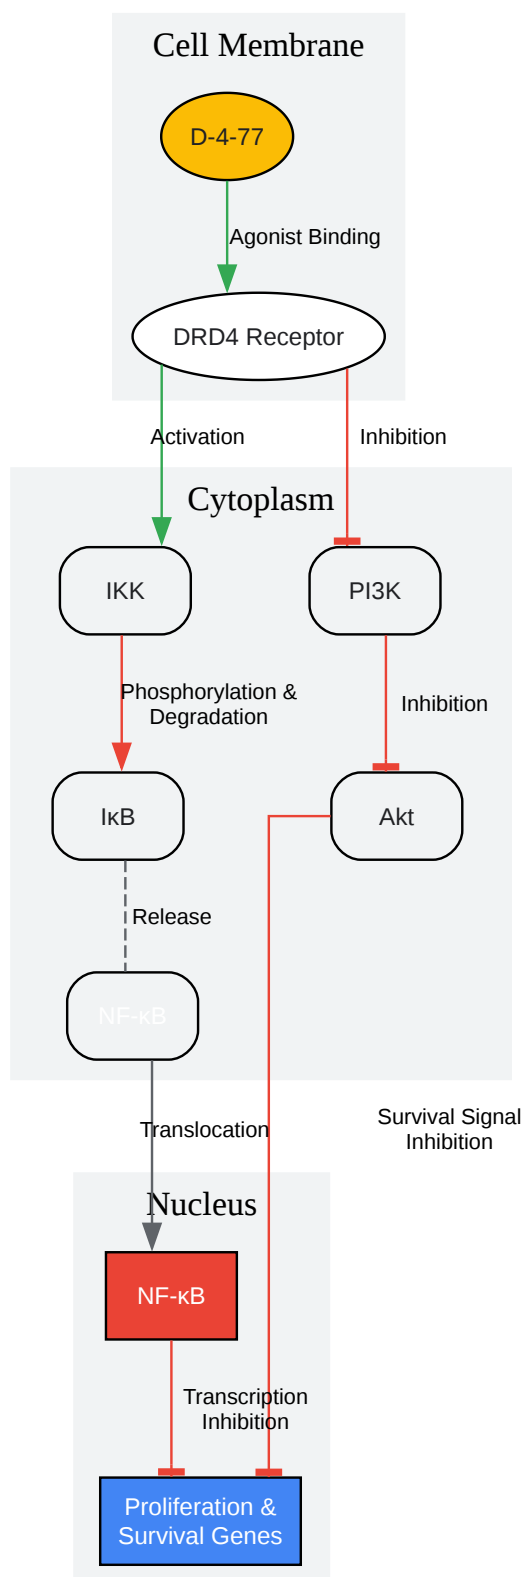 Cell Membrane
D-4-77
Agonist Binding
DRD4 Receptor
Activation
Inhibition
Cytoplasm
IKK
PI3K
Phosphorylation &
Degradation
Inhibition
IκB
Akt
Release
NF-κB
Translocation
Survival Signal
Inhibition
Nucleus
NF-κB
Transcription
Inhibition
Proliferation &
Survival Genes